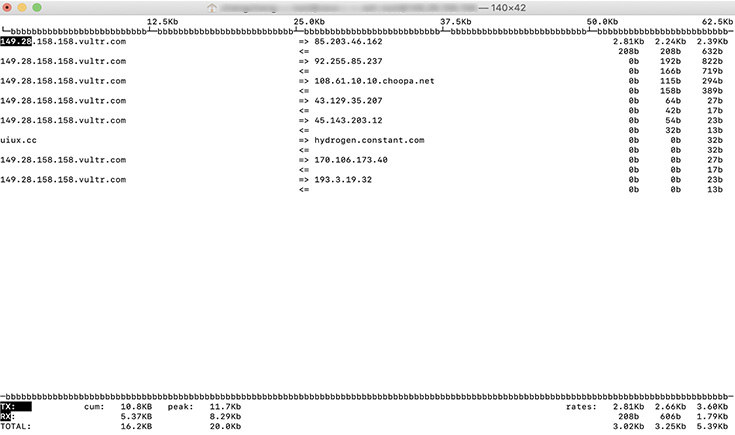 — 140×42
12.5Kb 25.0Kb 37.5Kb 50.0Kb 62.5Kb
149.28.158.158.vultr.com => 85.203.46.162 2.81Kb 2.24Kb 2.39Kb
<= 208b 208b 632b
149.28.158.158.vultr.com => 92.255.85.237 0b 192b 822b
<= 0b 166b 719b
149.28.158.158.vultr.com => 108.61.10.10.choopa.net 0b 115b 294b
<= 0b 158b 389b
149.28.158.158.vultr.com => 43.129.35.207 0b 64b 27b
<= 0b 42b 17b
149.28.158.158.vultr.com => 45.143.203.12 0b 54b 23b
<= 0b 32b 13b
uiux.cc => hydrogen.constant.com 0b 0b 32b
<= 0b 0b 32b
149.28.158.158.vultr.com => 170.106.173.40 0b 0b 27b
<= 0b 0b 17b
149.28.158.158.vultr.com => 193.3.19.32 0b 0b 23b
<= 0b 0b 13b
TX: cum: 10.8KB peak: 11.7Kb rates: 2.81Kb 2.66Kb 3.60Kb
RX: 5.37KB 8.29Kb 208b 606b 1.79Kb
TOTAL: 16.2KB 20.0Kb 3.02Kb 3.25Kb 5.39Kb